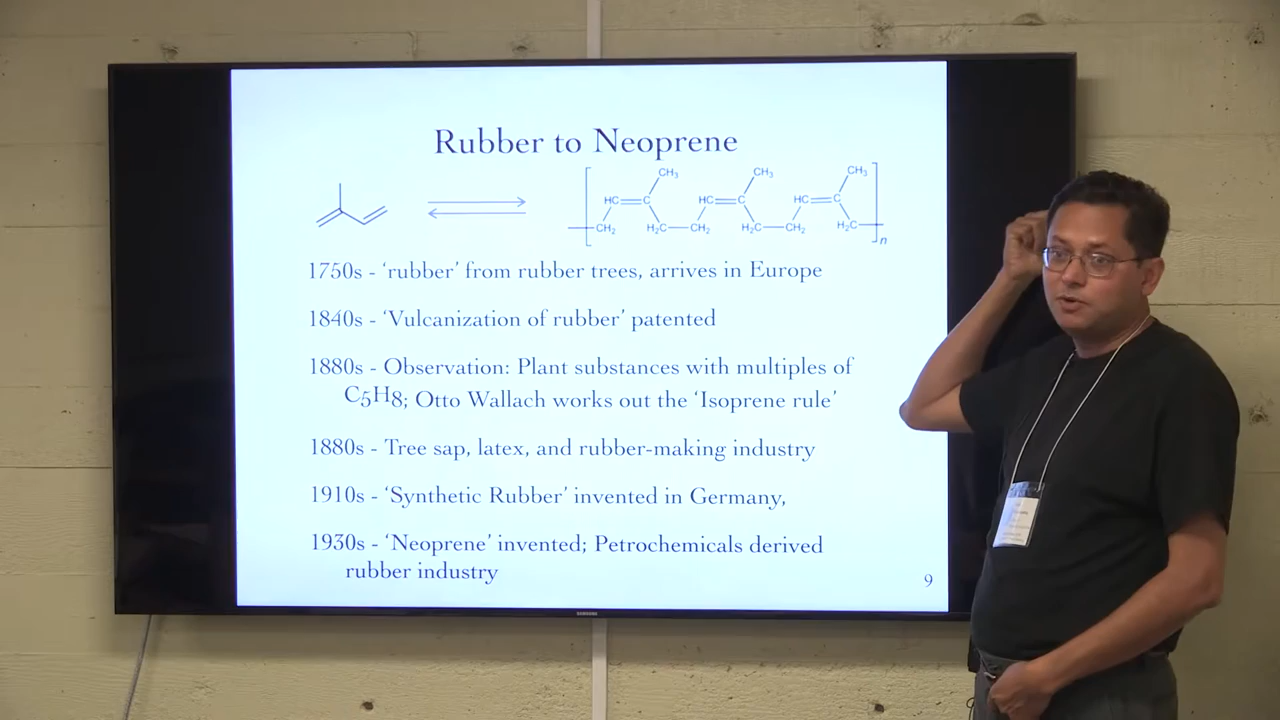 Rubber to Neoprene
CH3 CH3 CH3
HC C HC C HC C
CH2 H2C CH2 H2C CH2 H2C
n
1750s - ‘rubber’ from rubber trees, arrives in Europe
1840s - ‘Vulcanization of rubber’ patented
1880s - Observation: Plant substances with multiples of
C5H8; Otto Wallach works out the ‘Isoprene rule’
1880s - Tree sap, latex, and rubber-making industry
1910s - ‘Synthetic Rubber’ invented in Germany,
1930s - ‘Neoprene’ invented; Petrochemicals derived
rubber industry
9
SAMSUNG